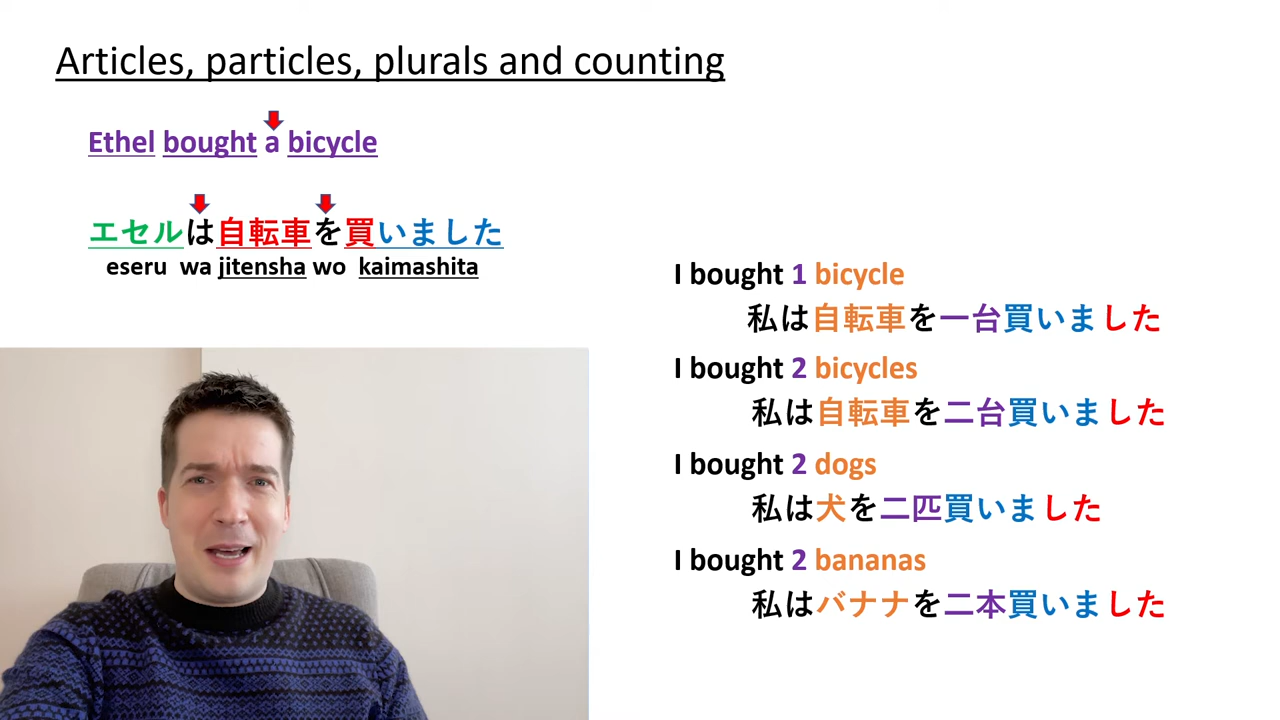 Articles, particles, plurals and counting
Ethel bought a bicycle
エセルは自転車を買いました
eseru wa jitensha wo kaimashita
I bought 1 bicycle
私は自転車を一台買いました
I bought 2 bicycles
私は自転車を二台買いました
I bought 2 dogs
私は犬を二匹買いました
I bought 2 bananas
私はバナナを二本買いました